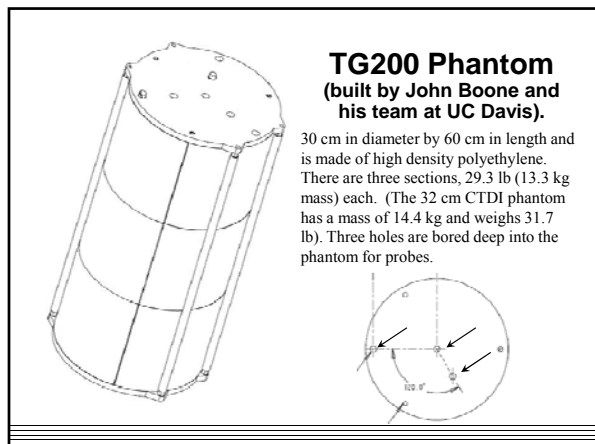 TG200 Phantom
(built by John Boone and
his team at UC Davis).
30 cm in diameter by 60 cm in length and
is made of high density polyethylene.
There are three sections, 29.3 lb (13.3 kg
mass) each.  (The 32 cm CTDI phantom
has a mass of 14.4 kg and weighs 31.7
lb). Three holes are bored deep into the
phantom for probes.
120.0°